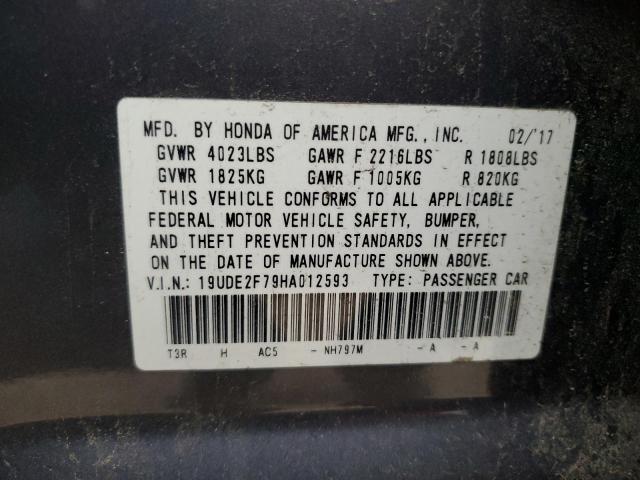 MFD. BY HONDA OF AMERICA MFG., INC. 02/'17
GVWR 4023LBS GAWR F 2216LBS R 1808LBS
GVWR 1825KG GAWR F 1005KG R 820KG
THIS VEHICLE CONFORMS TO ALL APPLICABLE
FEDERAL MOTOR VEHICLE SAFETY, BUMPER,
AND THEFT PREVENTION STANDARDS IN EFFECT
ON THE DATE OF MANUFACTURE SHOWN ABOVE.
V.I.N.: 19UDE2F79HA012593 TYPE: PASSENGER CAR
T3R H AC5 - NH797M - A - A